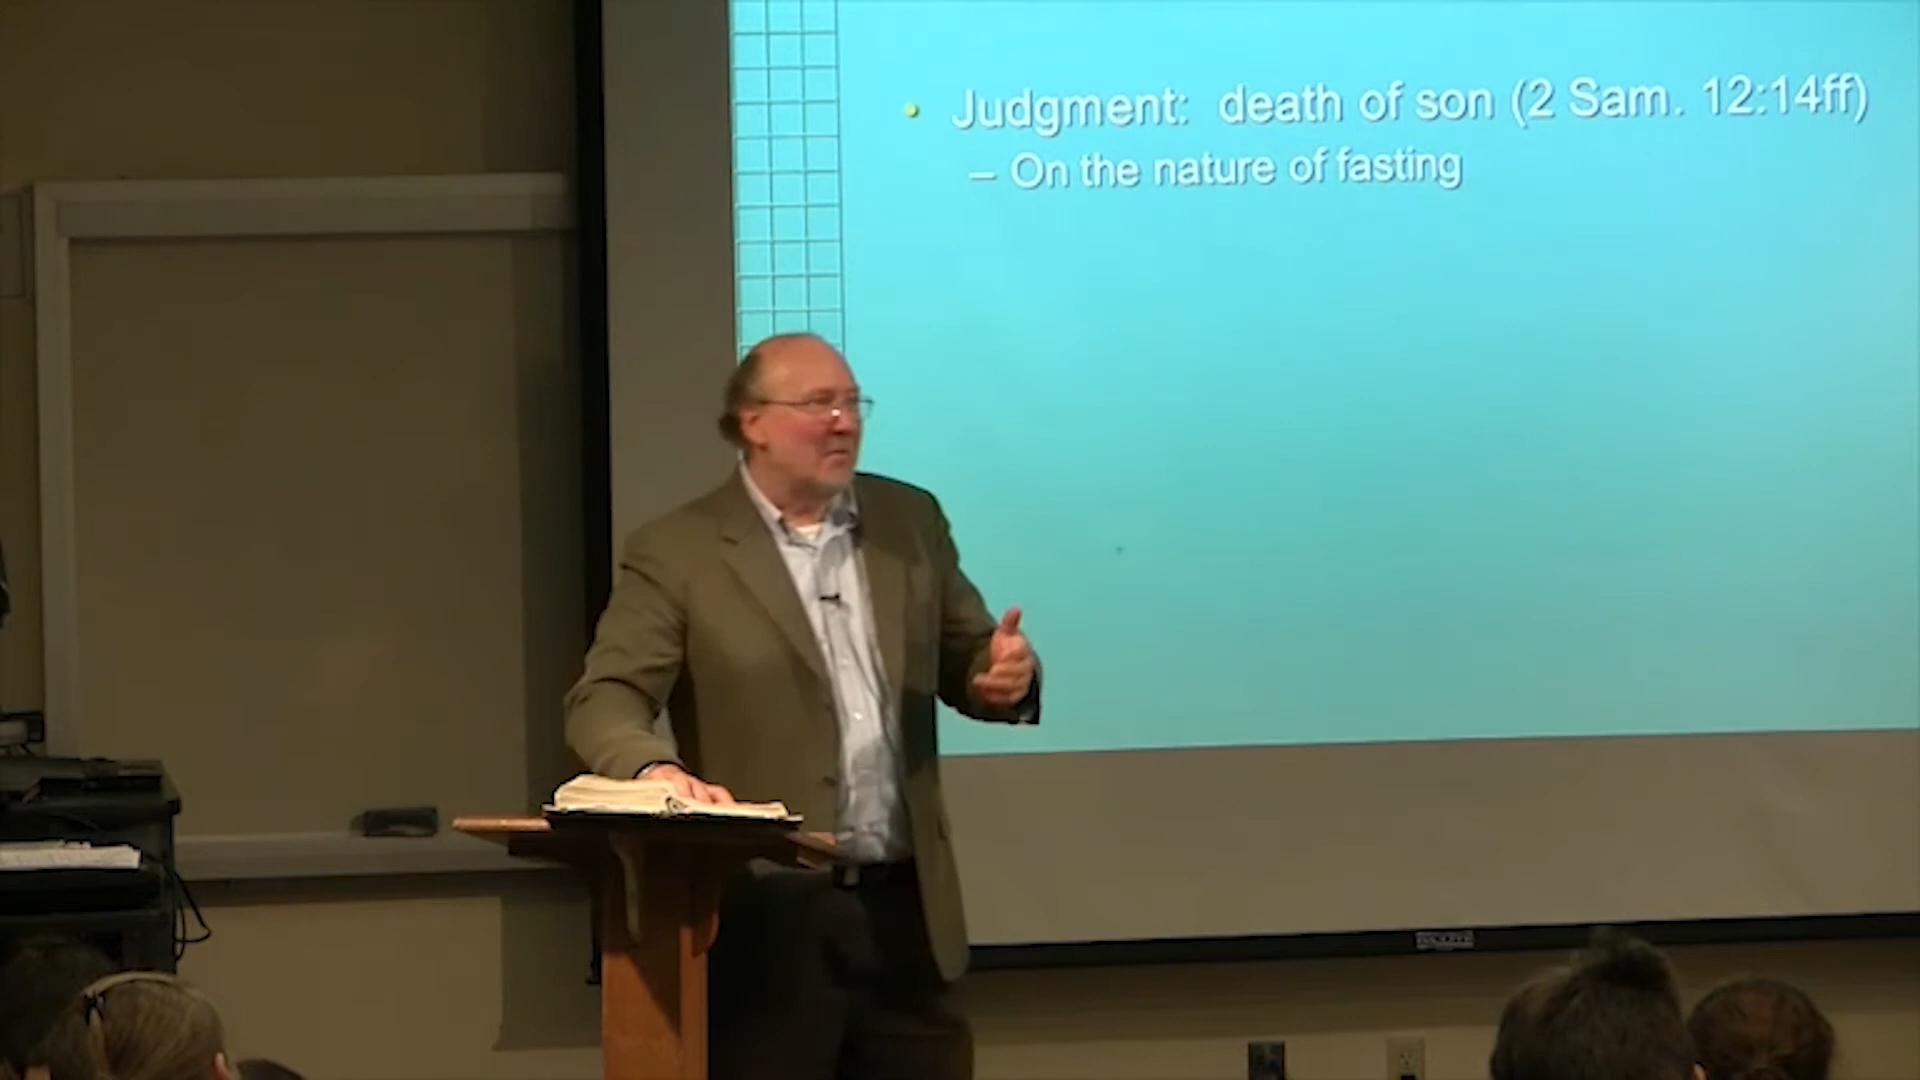 • Judgment: death of son (2 Sam. 12:14ff)
– On the nature of fasting